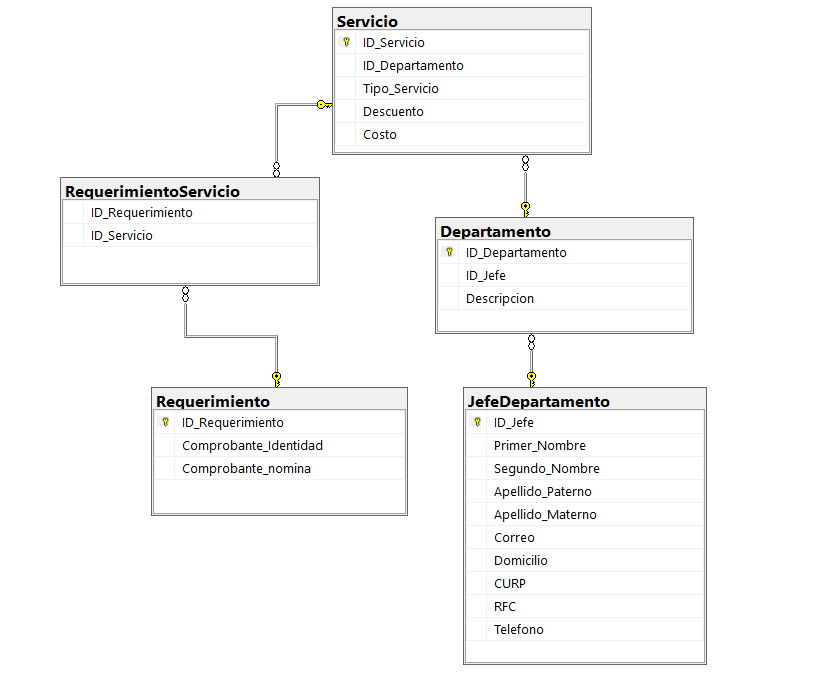 Servicio
ID_Servicio
ID_Departamento
Tipo_Servicio
Descuento
Costo
RequerimientoServicio
ID_Requerimiento
ID_Servicio
Departamento
ID_Departamento
ID_Jefe
Descripcion
Requerimiento
ID_Requerimiento
Comprobante_Identidad
Comprobante_nomina
JefeDepartamento
ID_Jefe
Primer_Nombre
Segundo_Nombre
Apellido_Paterno
Apellido_Materno
Correo
Domicilio
CURP
RFC
Telefono